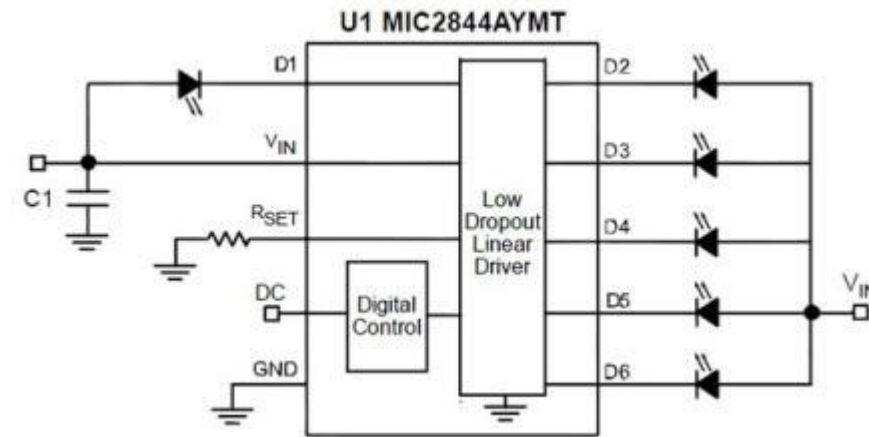 U1 MIC2844AYMT
D1
D2
VIN
D3
C1
RSET
Low
Dropout
Linear
Driver
D4
DC
Digital
Control
D5
VIN
GND
D6